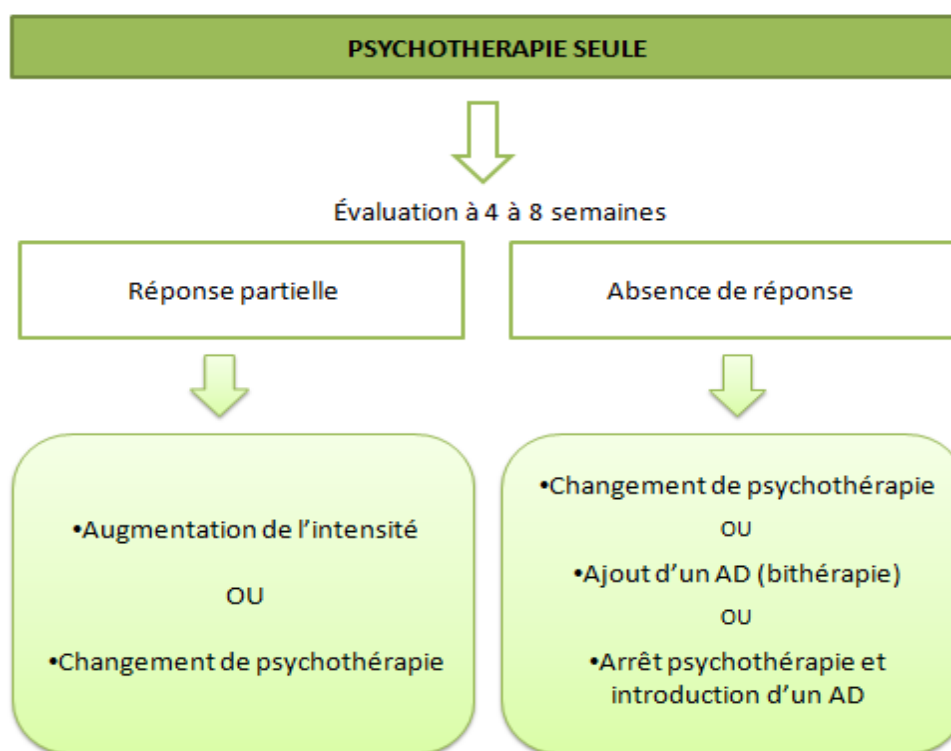 PSYCHOTHERAPIE SEULE
Évaluation à 4 à 8 semaines
Réponse partielle
Absence de réponse
•Augmentation de l'intensité
OU
•Changement de psychothérapie
•Changement de psychothérapie
OU
•Ajout d'un AD (bithérapie)
OU
•Arrêt psychothérapie et
introduction d'un AD